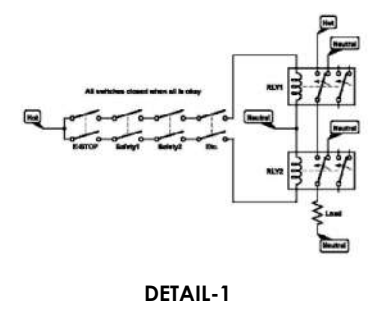 Hot
Neutral
All switches closed when all is okay
RLY1
Hot
Neutral
E-STOP Safety1 Safety2 Etc.
Neutral
RLY2
Load
Neutral
DETAIL-1